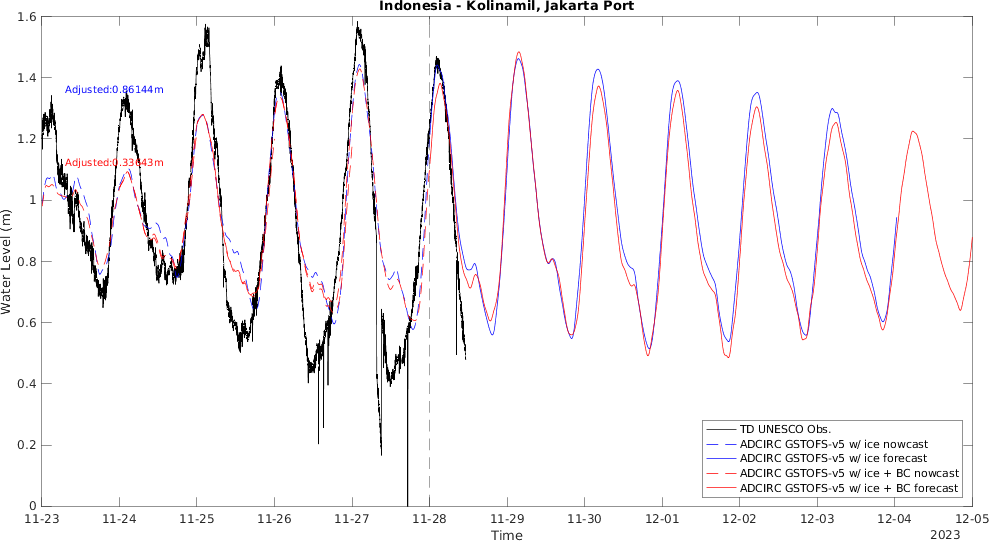 Indonesia - Kolinamil, Jakarta Port
1.6
1.4
1.2
1
0.8
0.6
0.4
0.2
0
Water Level (m)
Adjusted:0.86144m
Adjusted:0.33643m
TD UNESCO Obs.
ADCIRC GSTOFS-v5 w/ ice nowcast
ADCIRC GSTOFS-v5 w/ ice forecast
ADCIRC GSTOFS-v5 w/ ice + BC nowcast
ADCIRC GSTOFS-v5 w/ ice + BC forecast
11-23 11-24 11-25 11-26 11-27 11-28 11-29 11-30 12-01 12-02 12-03 12-04 12-05
Time
2023